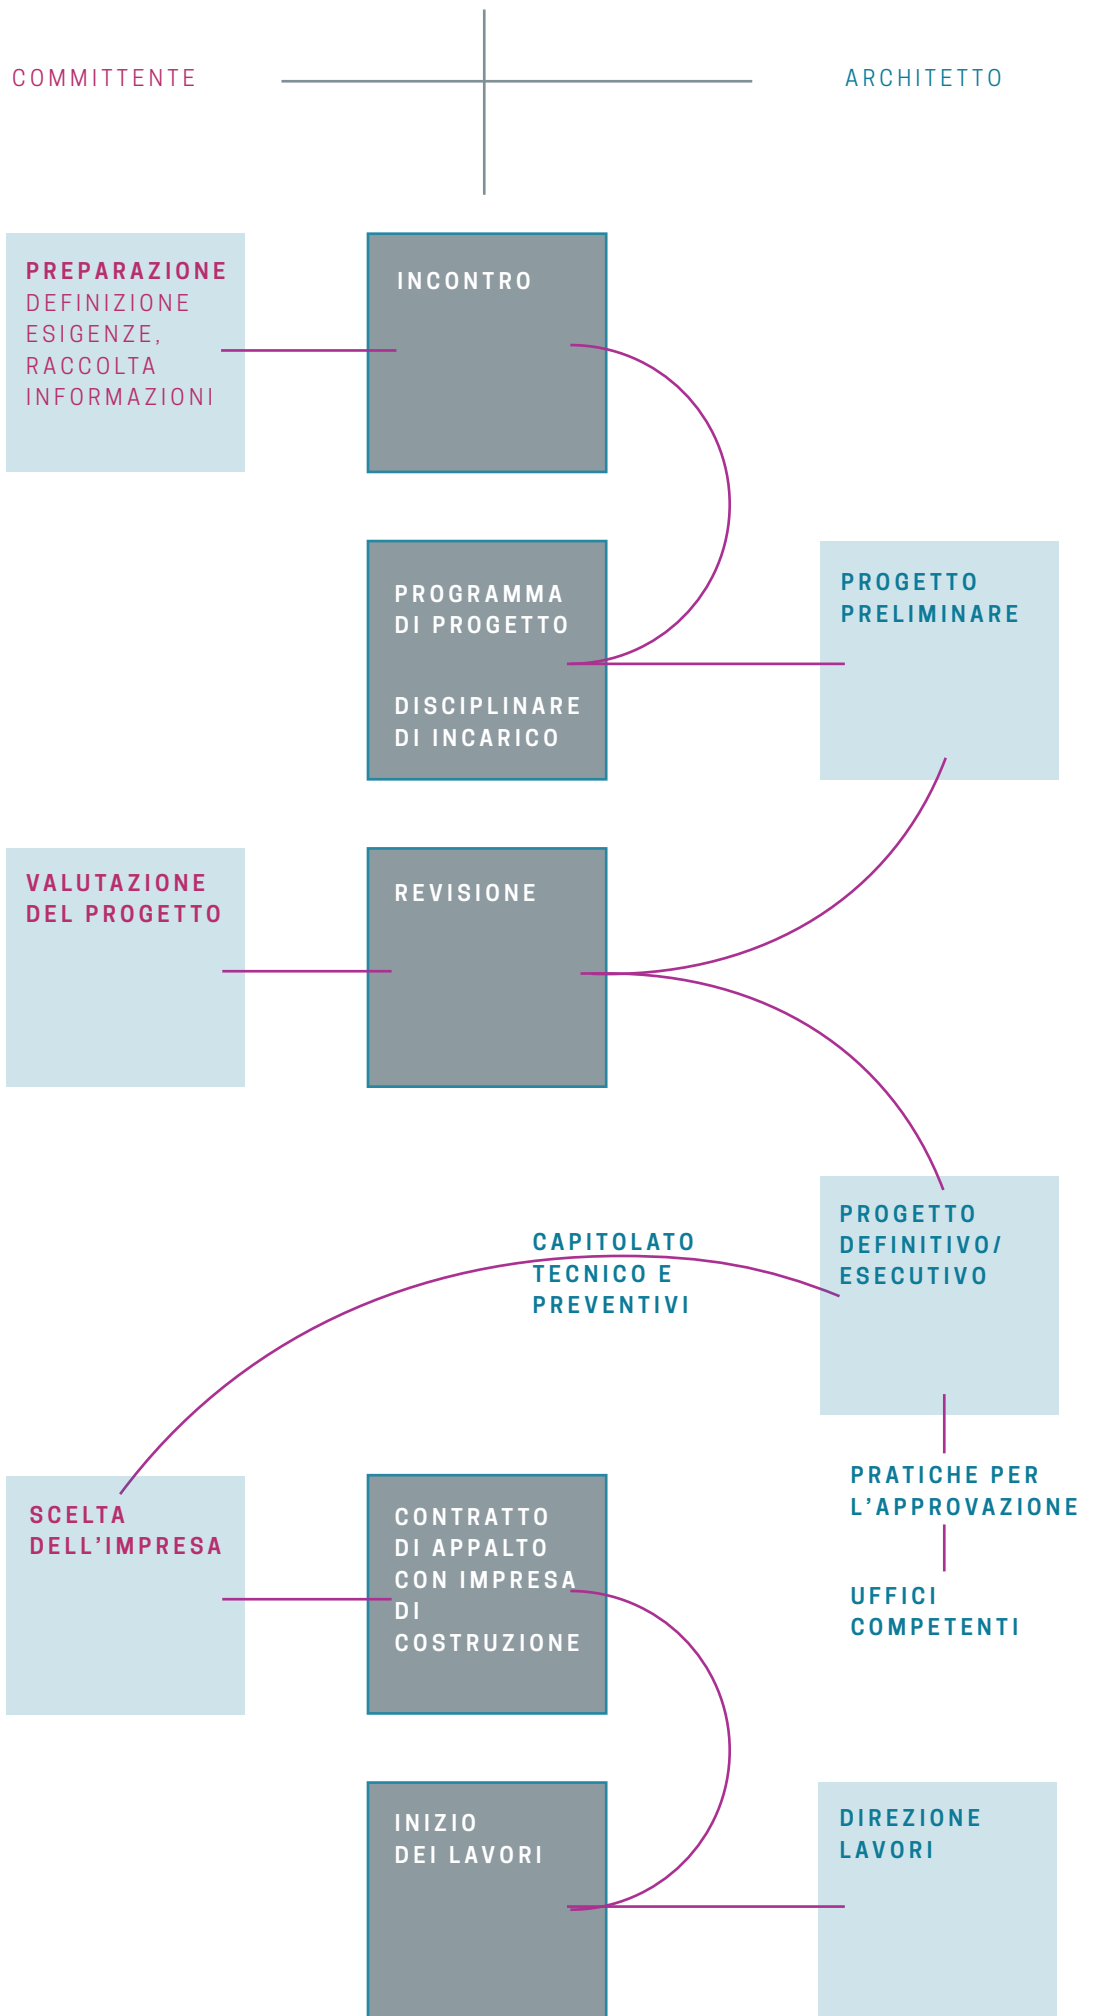 COMMITTENTE
ARCHITETTO
PREPARAZIONE
DEFINIZIONE
ESIGENZE,
RACCOLTA
INFORMAZIONI
INCONTRO
PROGRAMMA
DI PROGETTO
DISCIPLINARE
DI INCARICO
PROGETTO
PRELIMINARE
VALUTAZIONE
DEL PROGETTO
REVISIONE
PROGETTO
DEFINITIVO/
ESECUTIVO
CAPITOLATO
TECNICO E
PREVENTIVI
PRATICHE PER
L’APPROVAZIONE
UFFICI
COMPETENTI
SCELTA
DELL’IMPRESA
CONTRATTO
DI APPALTO
CON IMPRESA
DI
COSTRUZIONE
INIZIO
DEI LAVORI
DIREZIONE
LAVORI